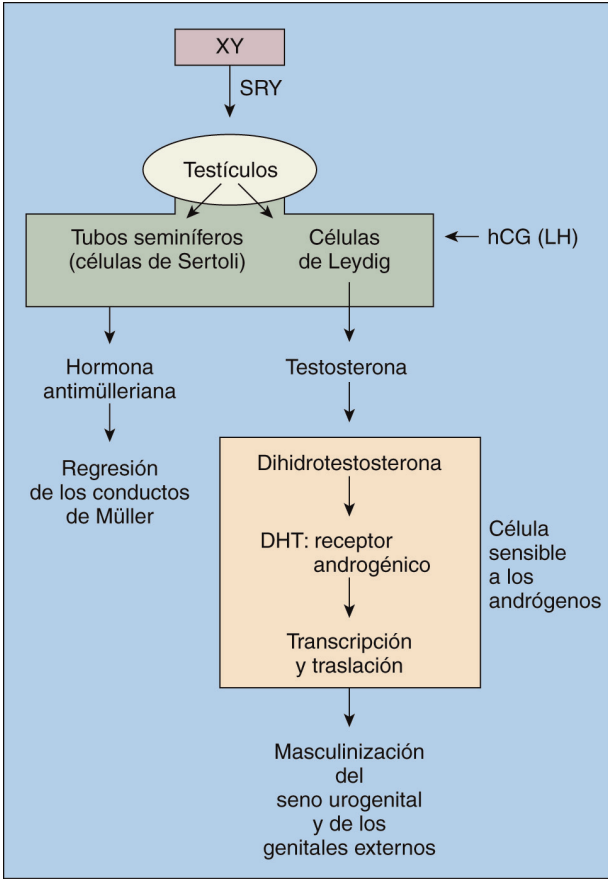 XY
SRY
Testículos
Tubos seminíferos
(células de Sertoli)
Células
de Leydig
hCG (LH)
Hormona
antimülleriana
Testosterona
Regresión
de los conductos
de Müller
Dihidrotestosterona
DHT: receptor
androgénico
Transcripción
y traslación
Célula
sensible
a los
andrógenos
Masculinización
del
seno urogenital
y de los
genitales externos